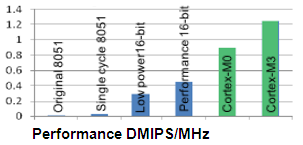 1.4
1.2
1
0.8
0.6
0.4
0.2
0
Original 8051
Single cycle 8051
Low power16-bit
Performance 16-bit
Cortex-M0
Cortex-M3
Performance DMIPS/MHz